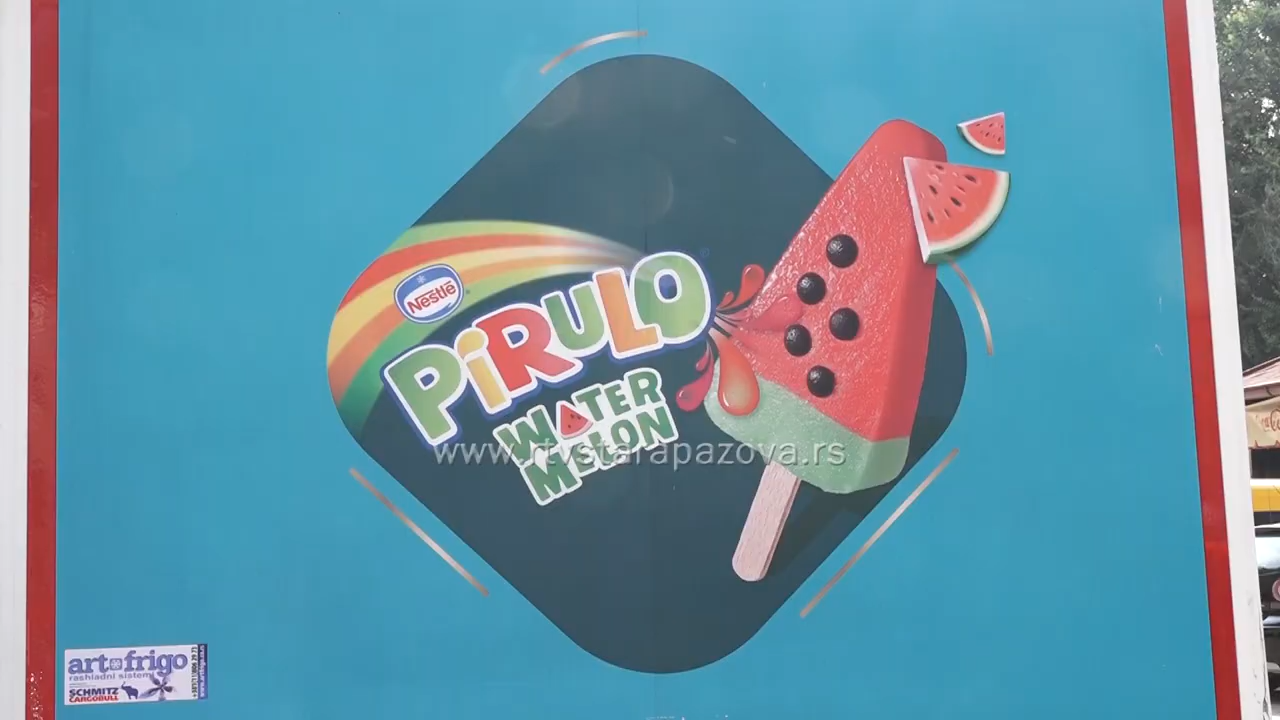 Nestlé
PiRULO
WATER
MELON
www.rtvstarapazova.rs
art frigo
rashladni sistemi
SCHMITZ
CARGOBULL